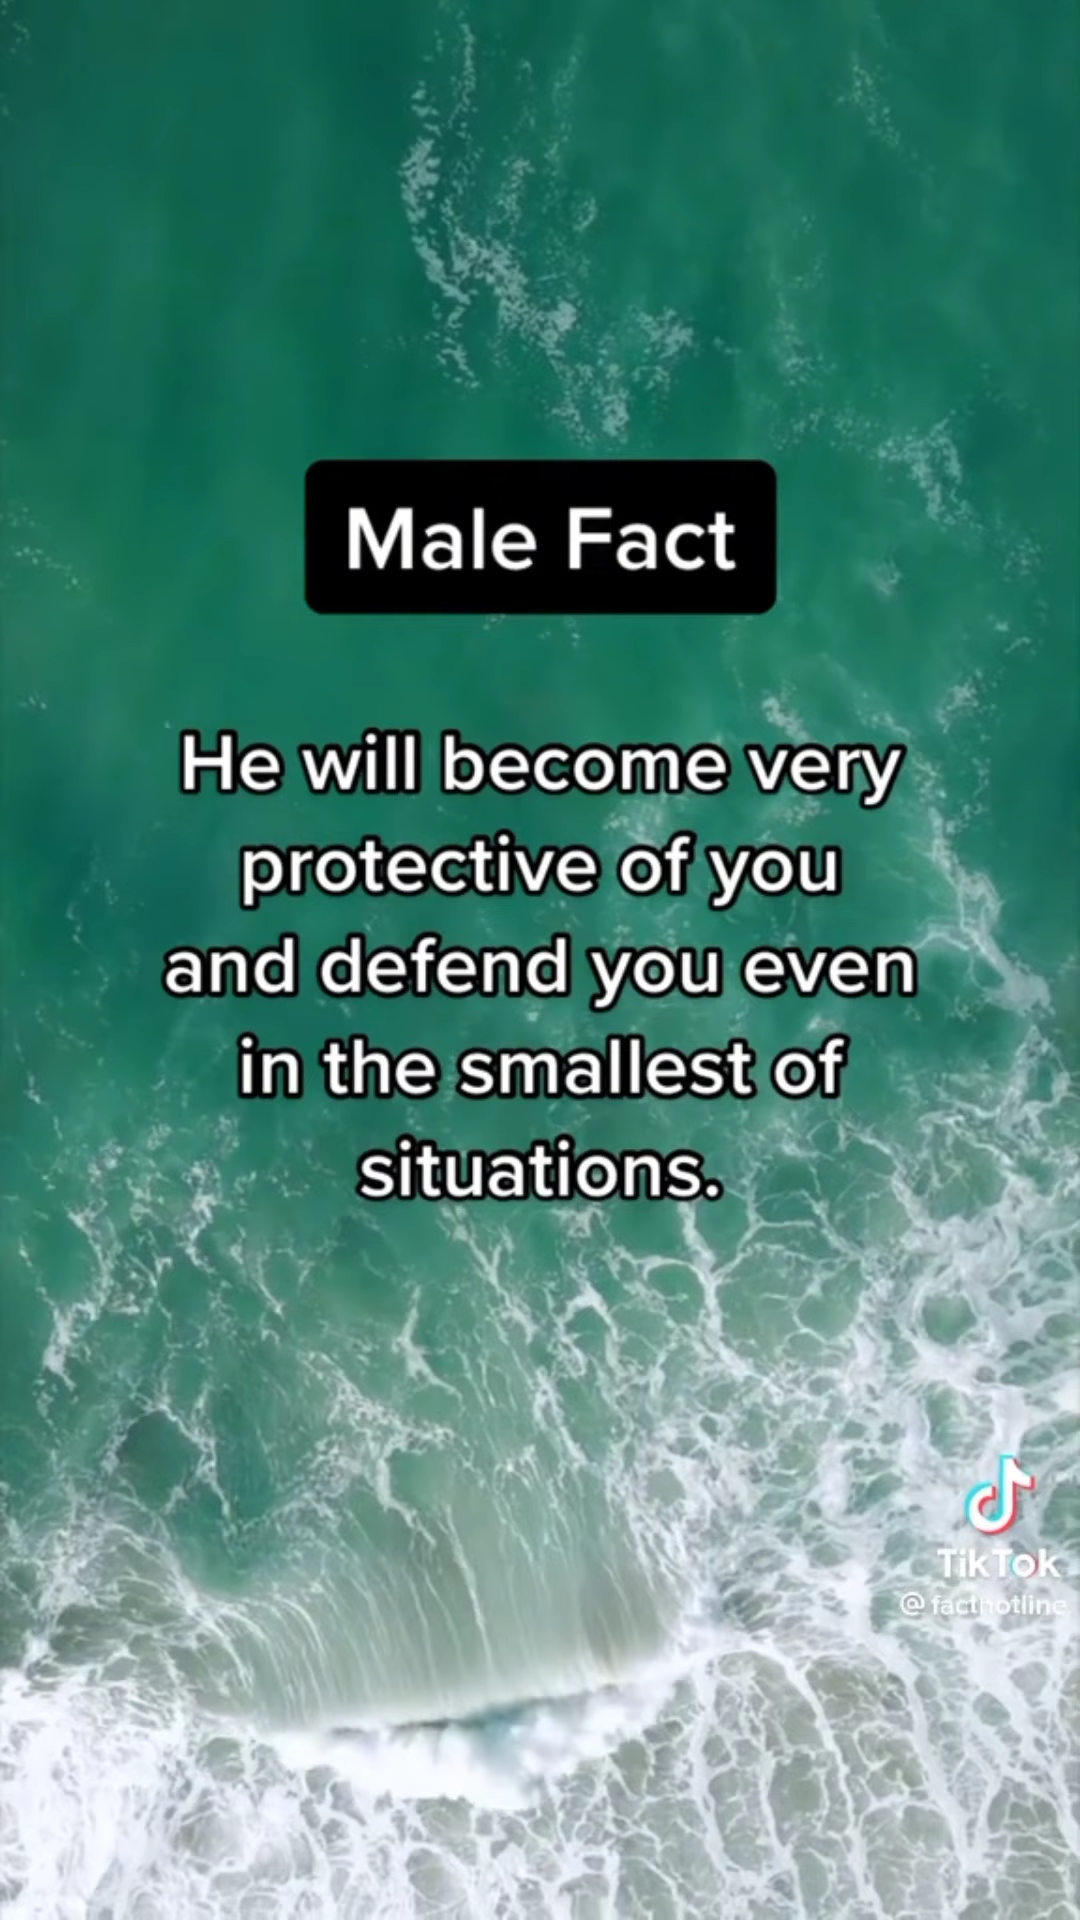 Male Fact
He will become very
protective of you
and defend you even
in the smallest of
situations.
TikTok
@facthotline